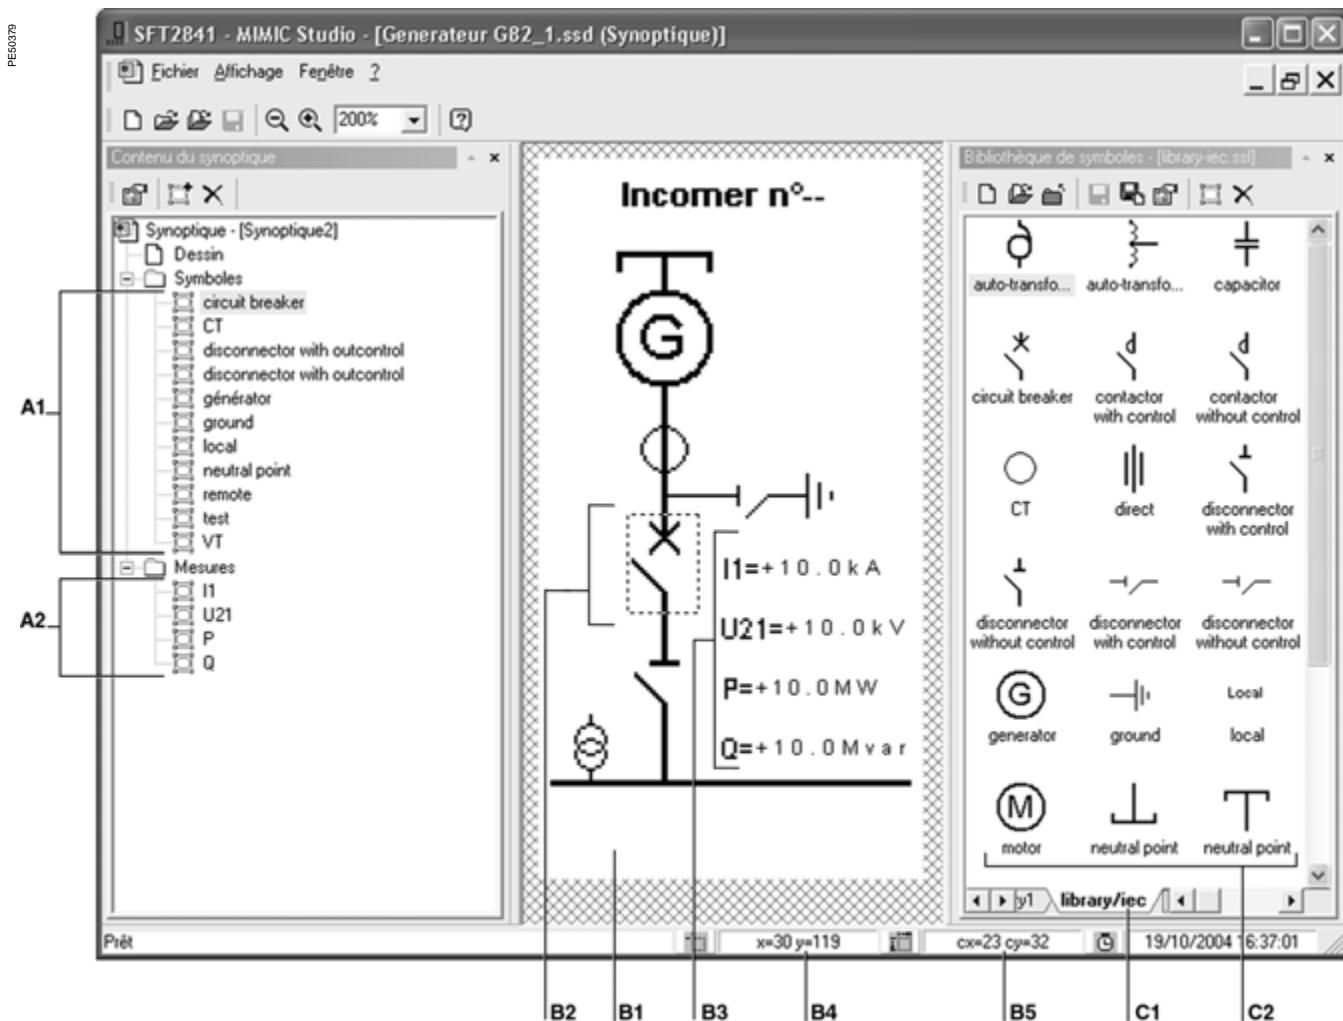 PE50379
SFT2841 - MIMIC Studio - [Generateur G82_1.ssd (Synoptique)]
Fichier Affichage Fenêtre ?
200%
Contenu du synoptique
Synoptique - [Synoptique2]
Dessin
Symboles
circuit breaker
CT
disconnector with outcontrol
disconnector with outcontrol
générator
ground
local
neutral point
remote
test
VT
Mesures
I1
U21
P
Q
A1
A2
Incomer n°--
G
I1=+10.0kA
U21=+10.0kV
P=+10.0MW
Q=+10.0Mvar
Bibliothèque de symboles - [library-iec.ssl]
auto-transfo... auto-transfo... capacitor
circuit breaker contactor with control contactor without control
CT direct disconnector with control
disconnector without control disconnector with control disconnector without control
G
Local
generator ground local
M
motor neutral point neutral point
y1 library/iec
Prêt x=30 y=119 cx=23 cy=32 19/10/2004 16:37:01
B2 B1 B3 B4 B5 C1 C2